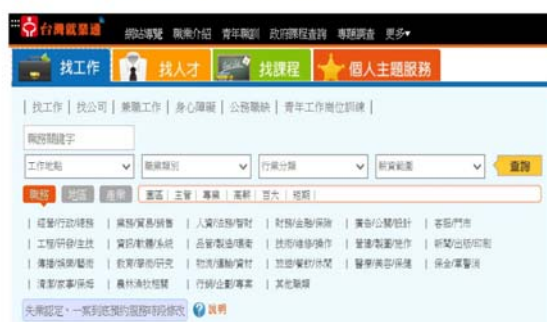 台灣就業通 網站導覽 職業介紹 青年職訓 政府課程查詢 專題調查 更多▾
找工作 找人才 找課程 個人主題服務
| 找工作 | 找公司 | 兼職工作 | 身心障礙 | 公務職缺 | 青年工作崗位訓練 |
職務關鍵字
工作地點 職業類別 行業分類 薪資範圍 查詢
職務 地區 產業 園區 | 主管 | 專業 | 高薪 | 百大 | 短期 |
| 經營/行政/總務 | 業務/貿易/銷售 | 人資/法務/智財 | 財務/金融/保險 | 廣告/公關/設計 | 客服/門市
| 工程/研發/生技 | 資訊/軟體/系統 | 品管/製造/環衛 | 技術/維修/操作 | 營建/製圖/施作 | 新聞/出版/印刷
| 傳播/娛樂/藝術 | 教育/學術/研究 | 物流/運輸/資材 | 旅遊/餐飲/休閒 | 醫療/美容/保健 | 保全/軍警消
| 清潔/家事/保姆 | 農林漁牧相關 | 行銷/企劃/專案 | 其他職類
失業認定，一案到底預約服務時段修改 說明